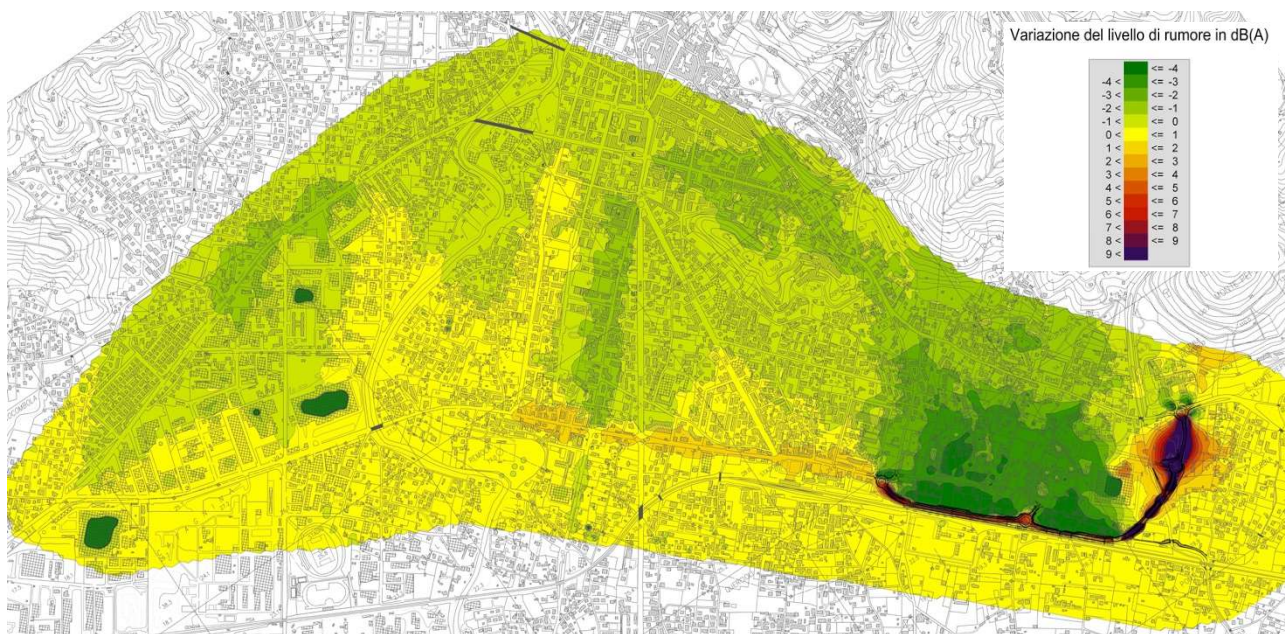 Variazione del livello di rumore in dB(A)
<= -4
-4 < <= -3
-3 < <= -2
-2 < <= -1
-1 < <= 0
0 < <= 1
1 < <= 2
2 < <= 3
3 < <= 4
4 < <= 5
5 < <= 6
6 < <= 7
7 < <= 8
8 < <= 9
9 <